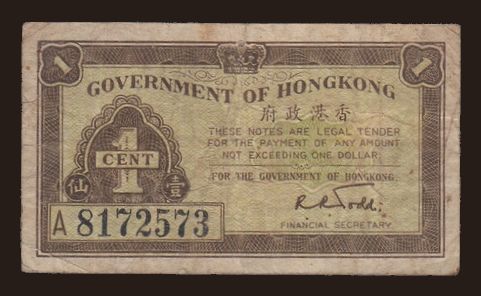 1 1
GOVERNMENT OF HONGKONG
府政港香
THESE NOTES ARE LEGAL TENDER
FOR THE PAYMENT OF ANY AMOUNT
NOT EXCEEDING ONE DOLLAR
FOR THE GOVERNMENT OF HONGKONG.
1
CENT
仙 壹
A 8172573
R R Todd
FINANCIAL SECRETARY